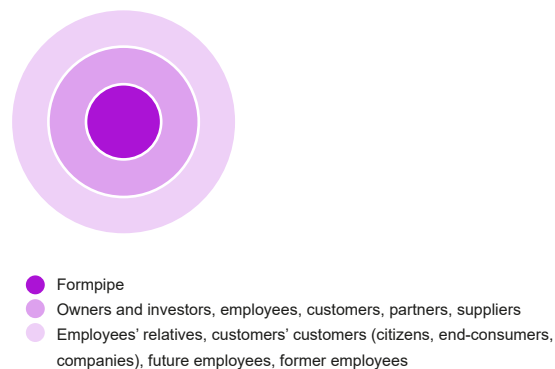 Formpipe
Owners and investors, employees, customers, partners, suppliers
Employees’ relatives, customers’ customers (citizens, end-consumers,
companies), future employees, former employees